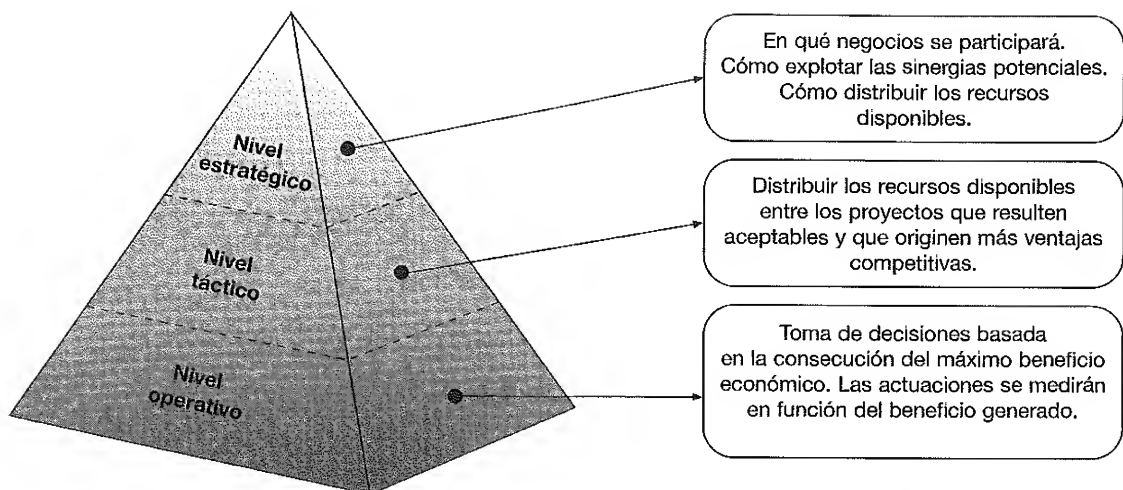 Nivel
estratégico
En qué negocios se participará.
Cómo explotar las sinergias potenciales.
Cómo distribuir los recursos
disponibles.
Nivel
táctico
Distribuir los recursos disponibles
entre los proyectos que resulten
aceptables y que originen más ventajas
competitivas.
Nivel
operativo
Toma de decisiones basada
en la consecución del máximo beneficio
económico. Las actuaciones se medirán
en función del beneficio generado.